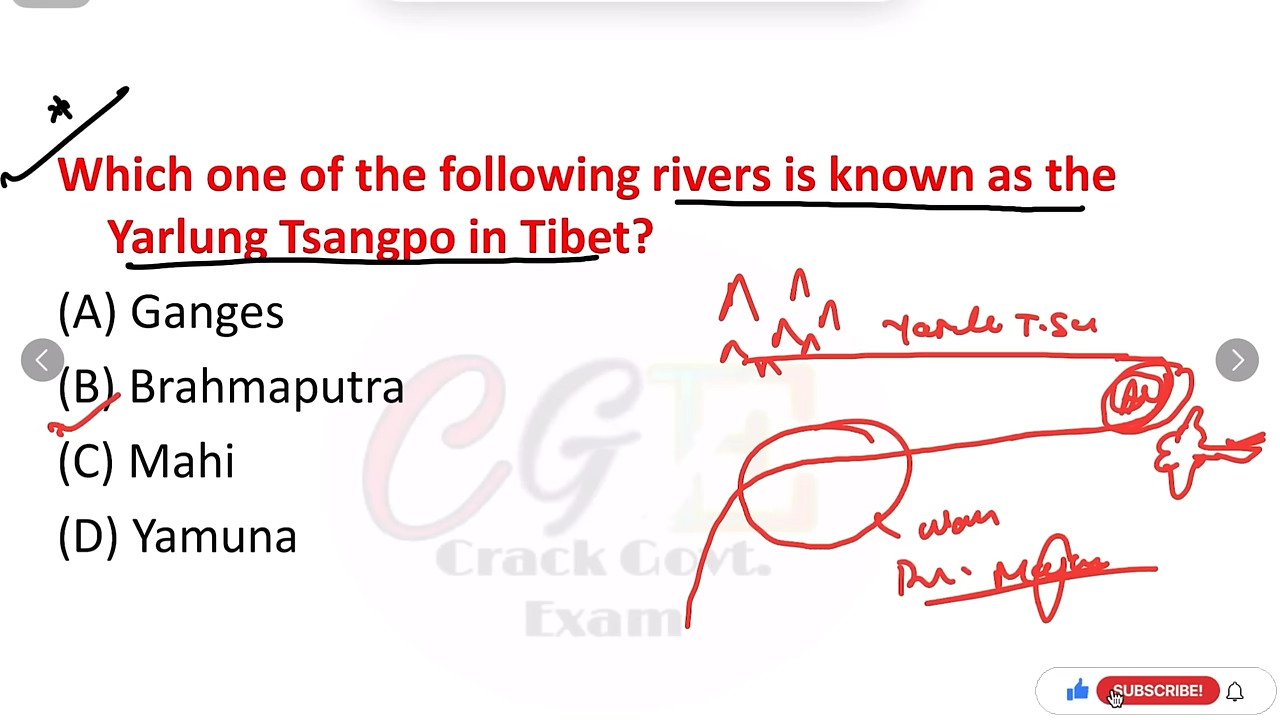 Which one of the following rivers is known as the
Yarlung Tsangpo in Tibet?
(A) Ganges
(B) Brahmaputra
(C) Mahi
(D) Yamuna
CGE
Crack Govt.
Exam
SUBSCRIBE!